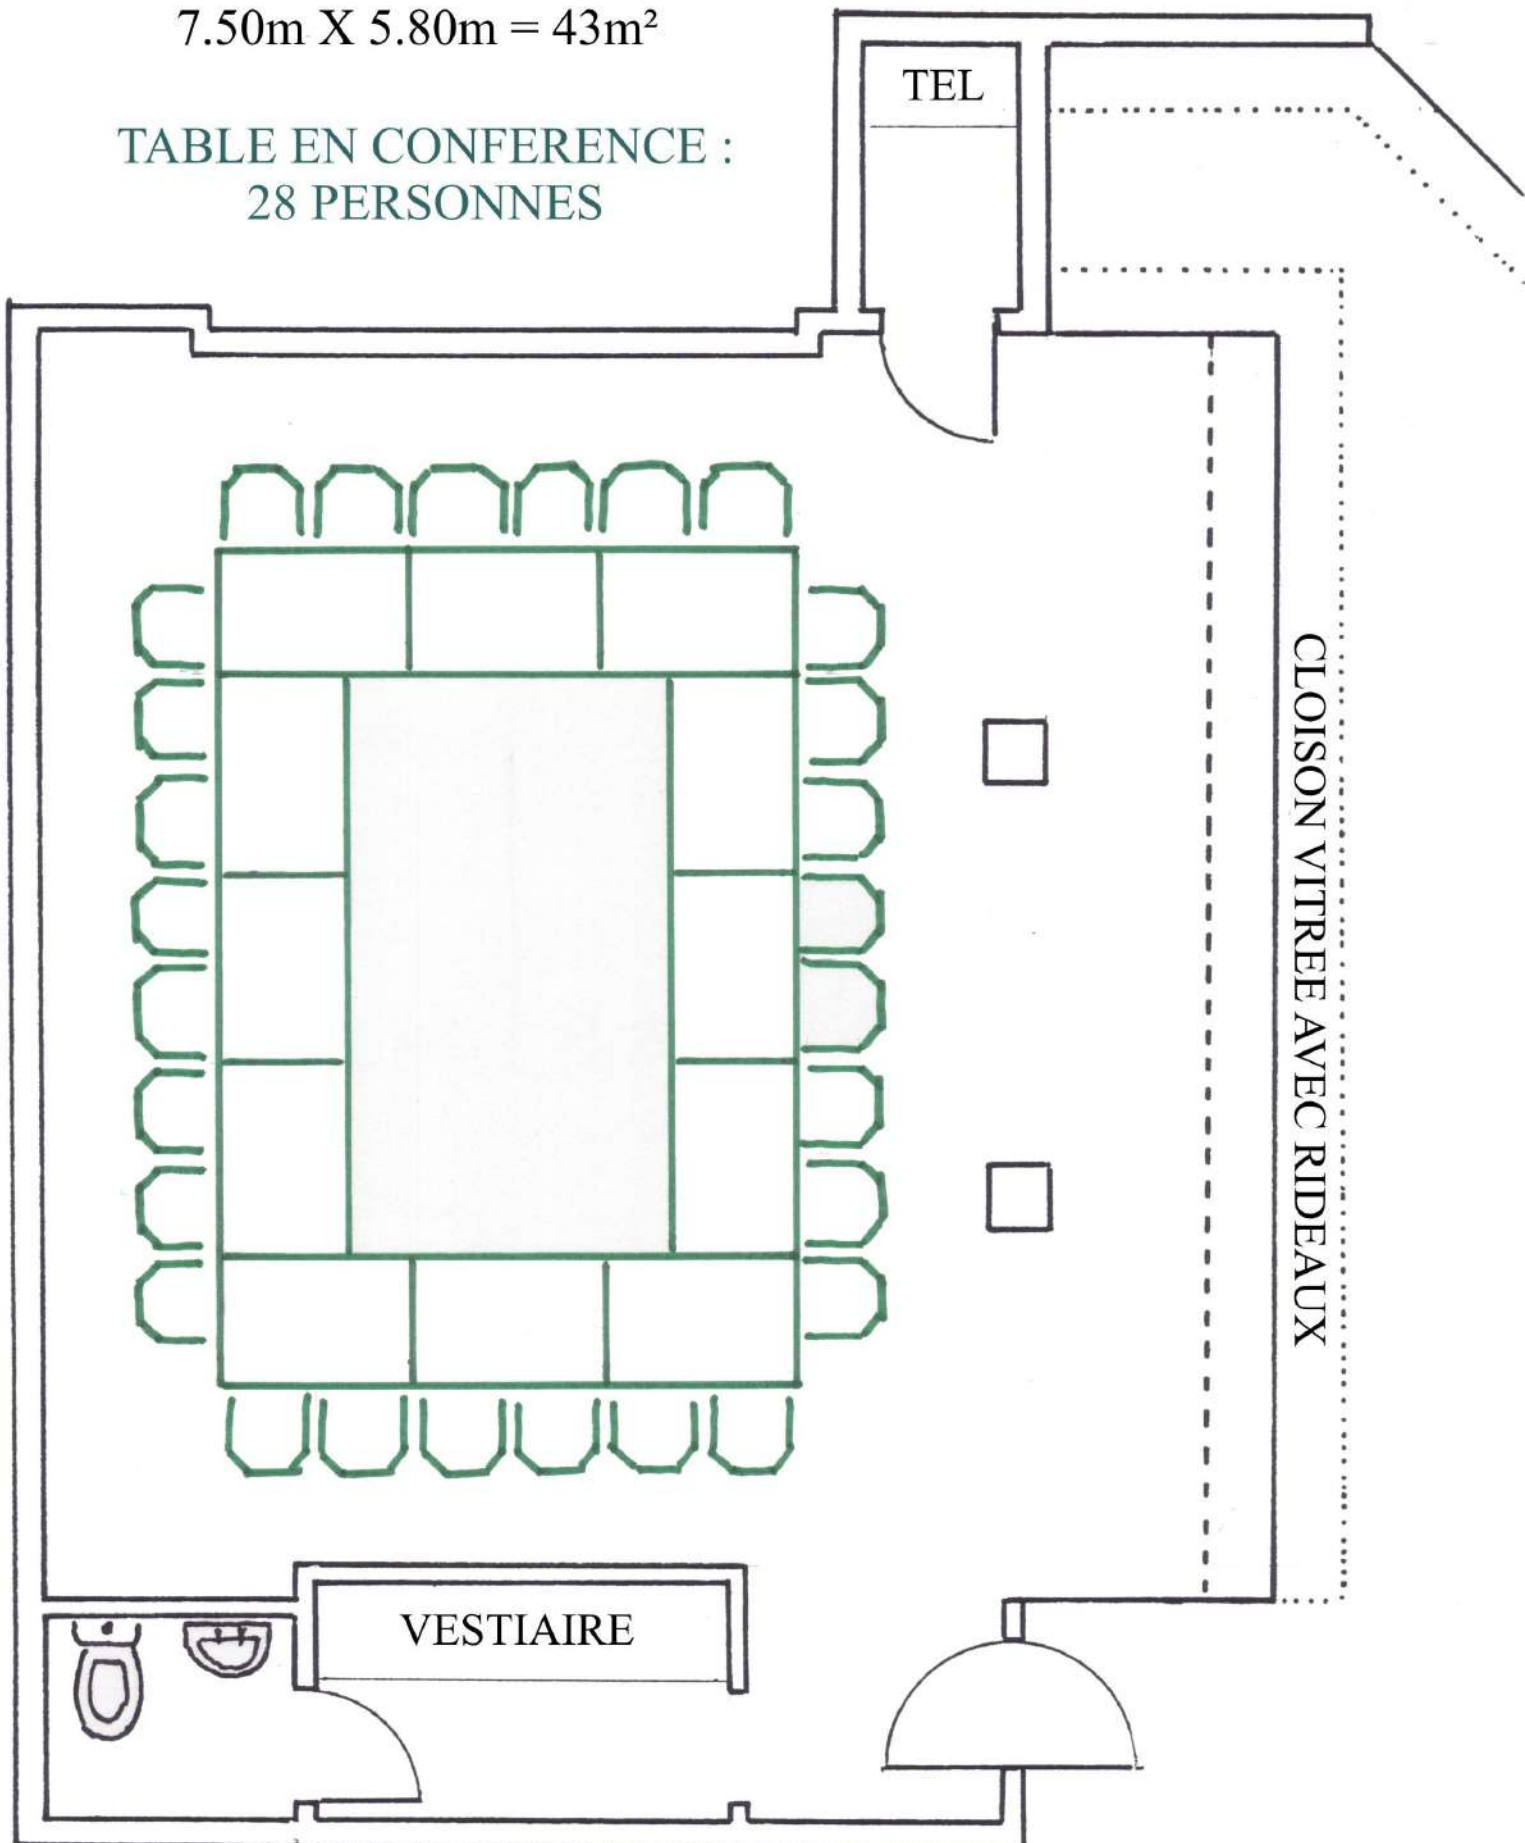 7.50m X 5.80m = 43m²
TABLE EN CONFERENCE :
28 PERSONNES
TEL
CLOISON VITREE AVEC RIDEAUX
VESTIAIRE